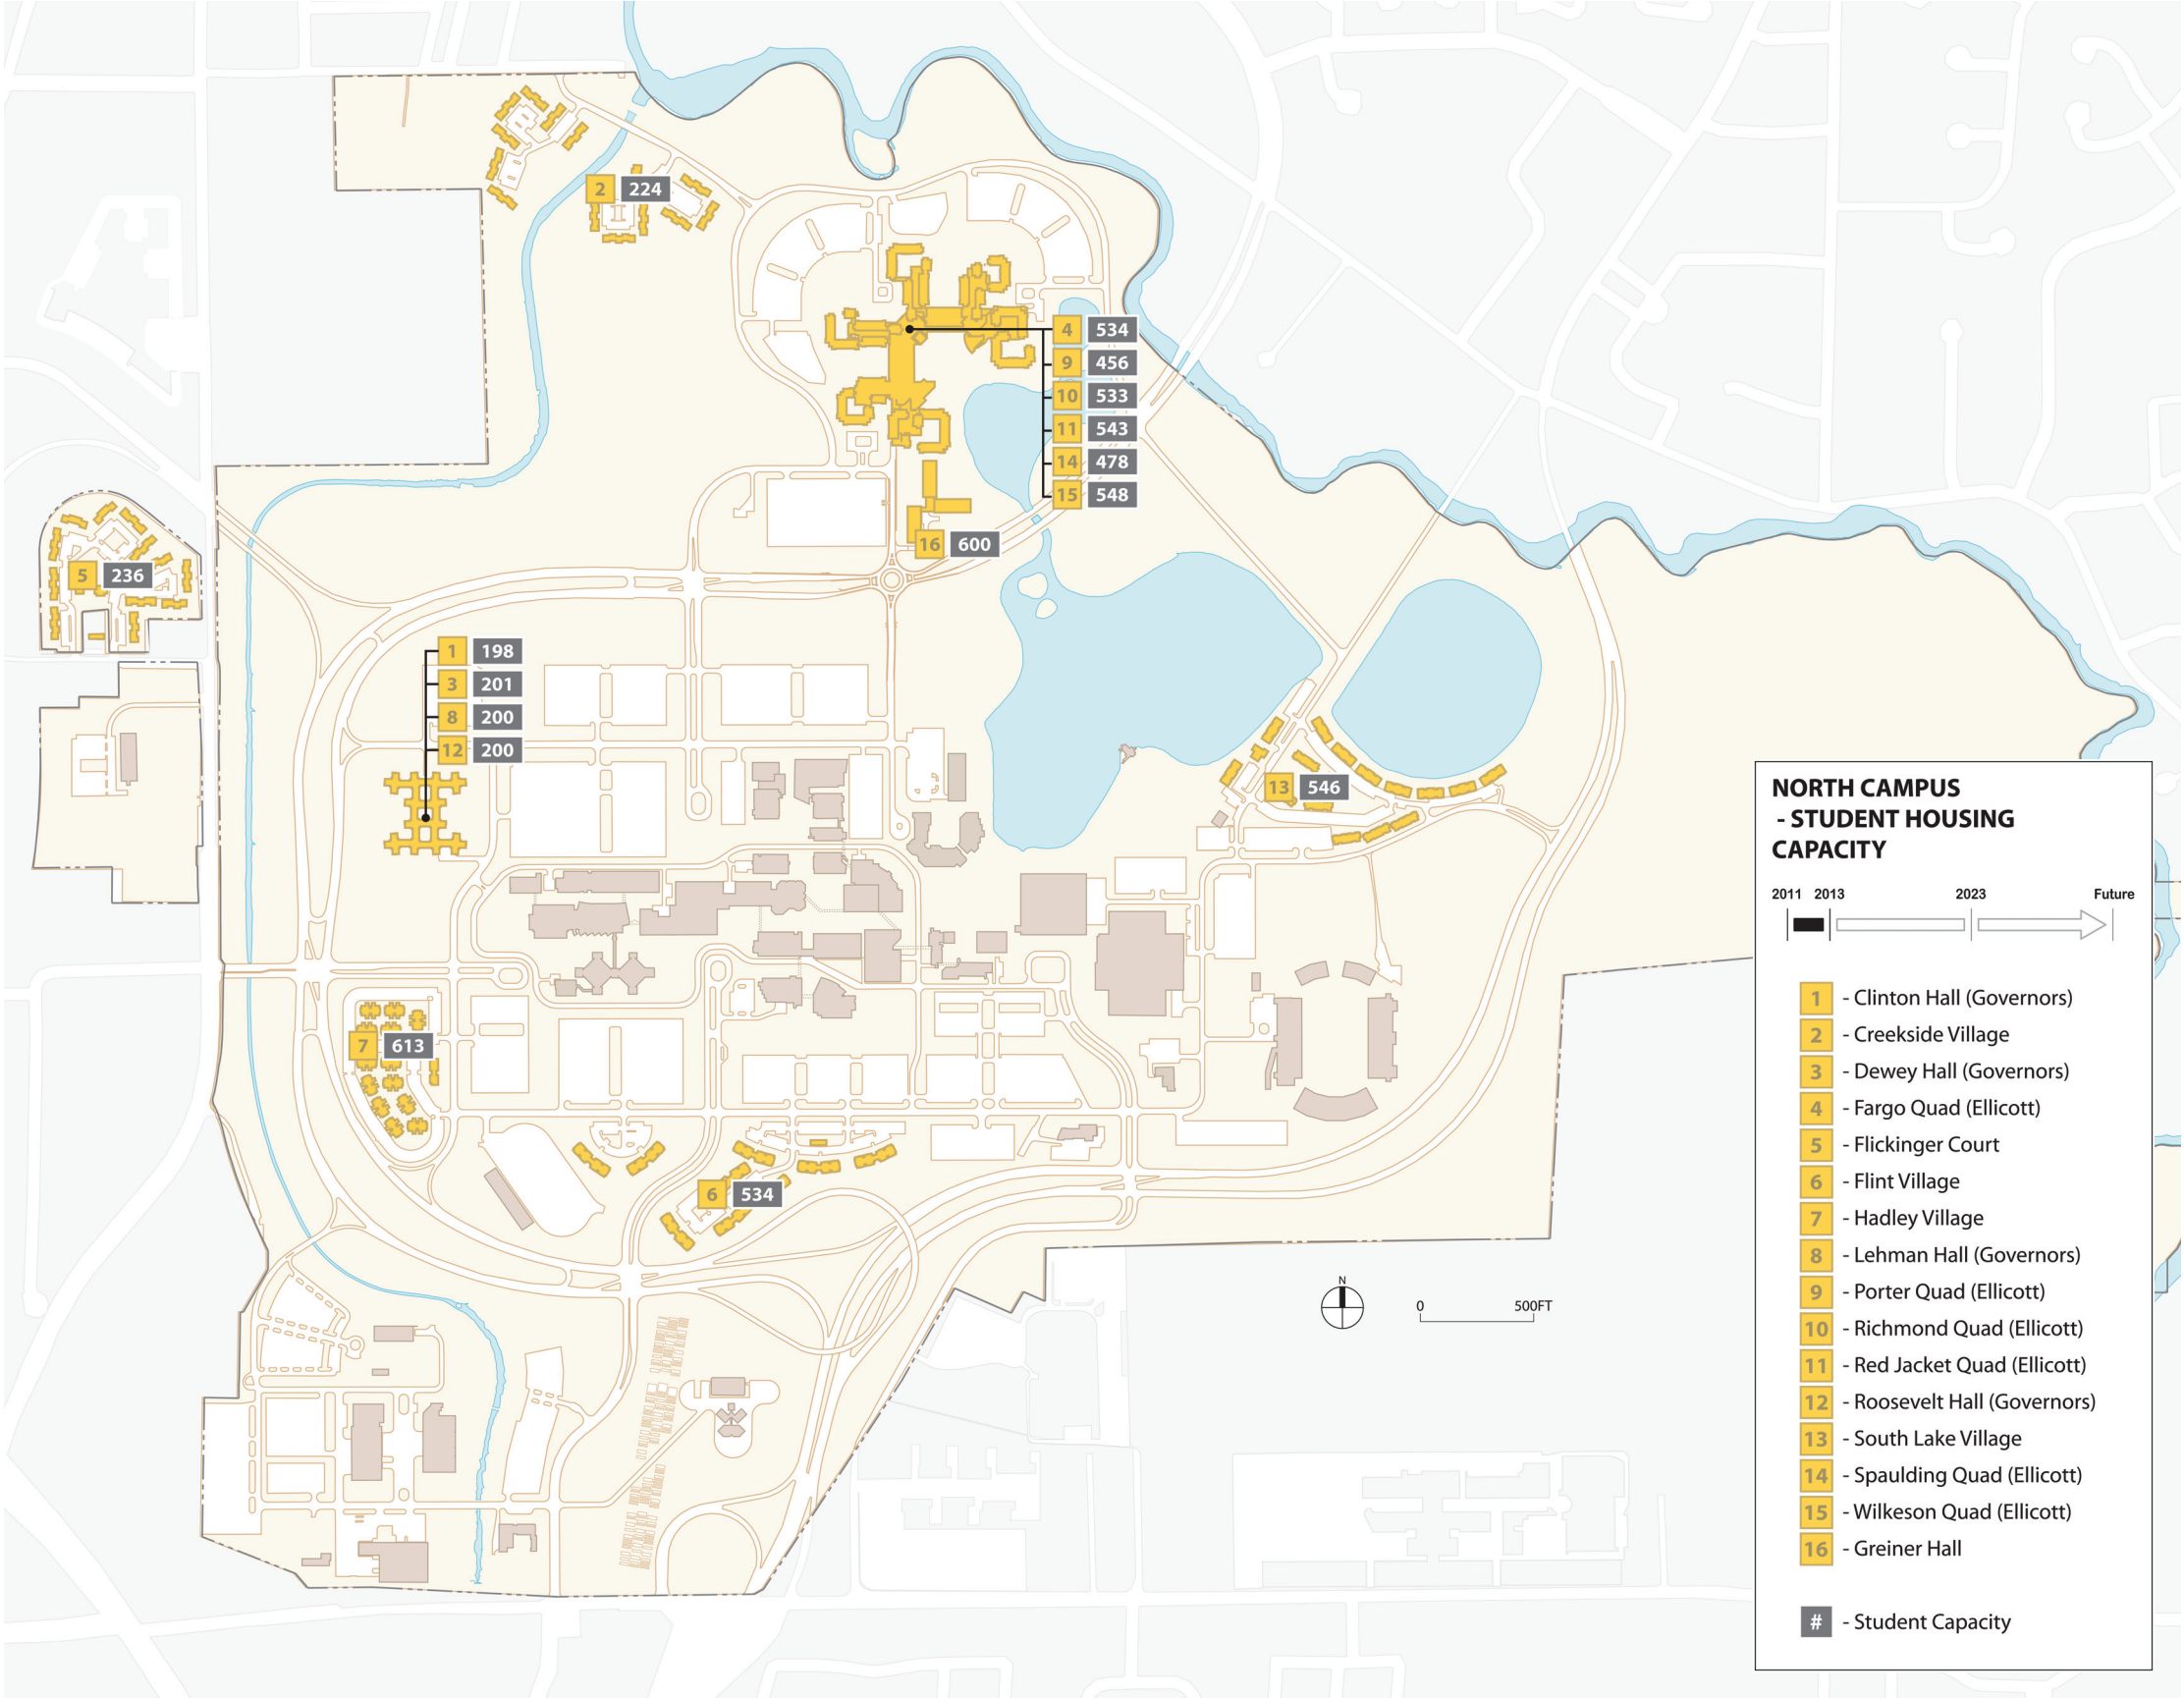 2 224
4 534
9 456
10 533
11 543
14 478
15 548
16 600
5 236
1 198
3 201
8 200
12 200
13 546
7 613
6 534
N
0 500FT
NORTH CAMPUS
- STUDENT HOUSING
CAPACITY
2011 2013 2023 Future
1 - Clinton Hall (Governors)
2 - Creekside Village
3 - Dewey Hall (Governors)
4 - Fargo Quad (Ellicott)
5 - Flickinger Court
6 - Flint Village
7 - Hadley Village
8 - Lehman Hall (Governors)
9 - Porter Quad (Ellicott)
10 - Richmond Quad (Ellicott)
11 - Red Jacket Quad (Ellicott)
12 - Roosevelt Hall (Governors)
13 - South Lake Village
14 - Spaulding Quad (Ellicott)
15 - Wilkeson Quad (Ellicott)
16 - Greiner Hall
# - Student Capacity